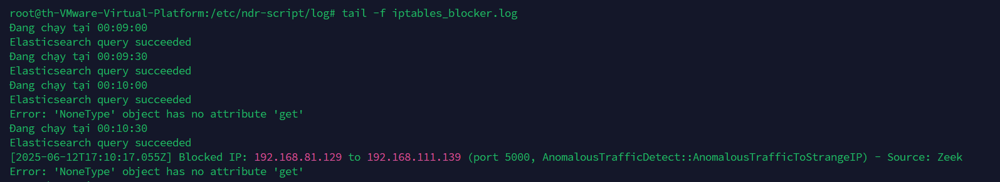 root@th-VMware-Virtual-Platform:/etc/ndr-script/log# tail -f iptables_blocker.log
Đang chạy tại 00:09:00
Elasticsearch query succeeded
Đang chạy tại 00:09:30
Elasticsearch query succeeded
Đang chạy tại 00:10:00
Elasticsearch query succeeded
Error: 'NoneType' object has no attribute 'get'
Đang chạy tại 00:10:30
Elasticsearch query succeeded
[2025-06-12T17:10:17.055Z] Blocked IP: 192.168.81.129 to 192.168.111.139 (port 5000, AnomalousTrafficDetect::AnomalousTrafficToStrangeIP) - Source: Zeek
Error: 'NoneType' object has no attribute 'get'